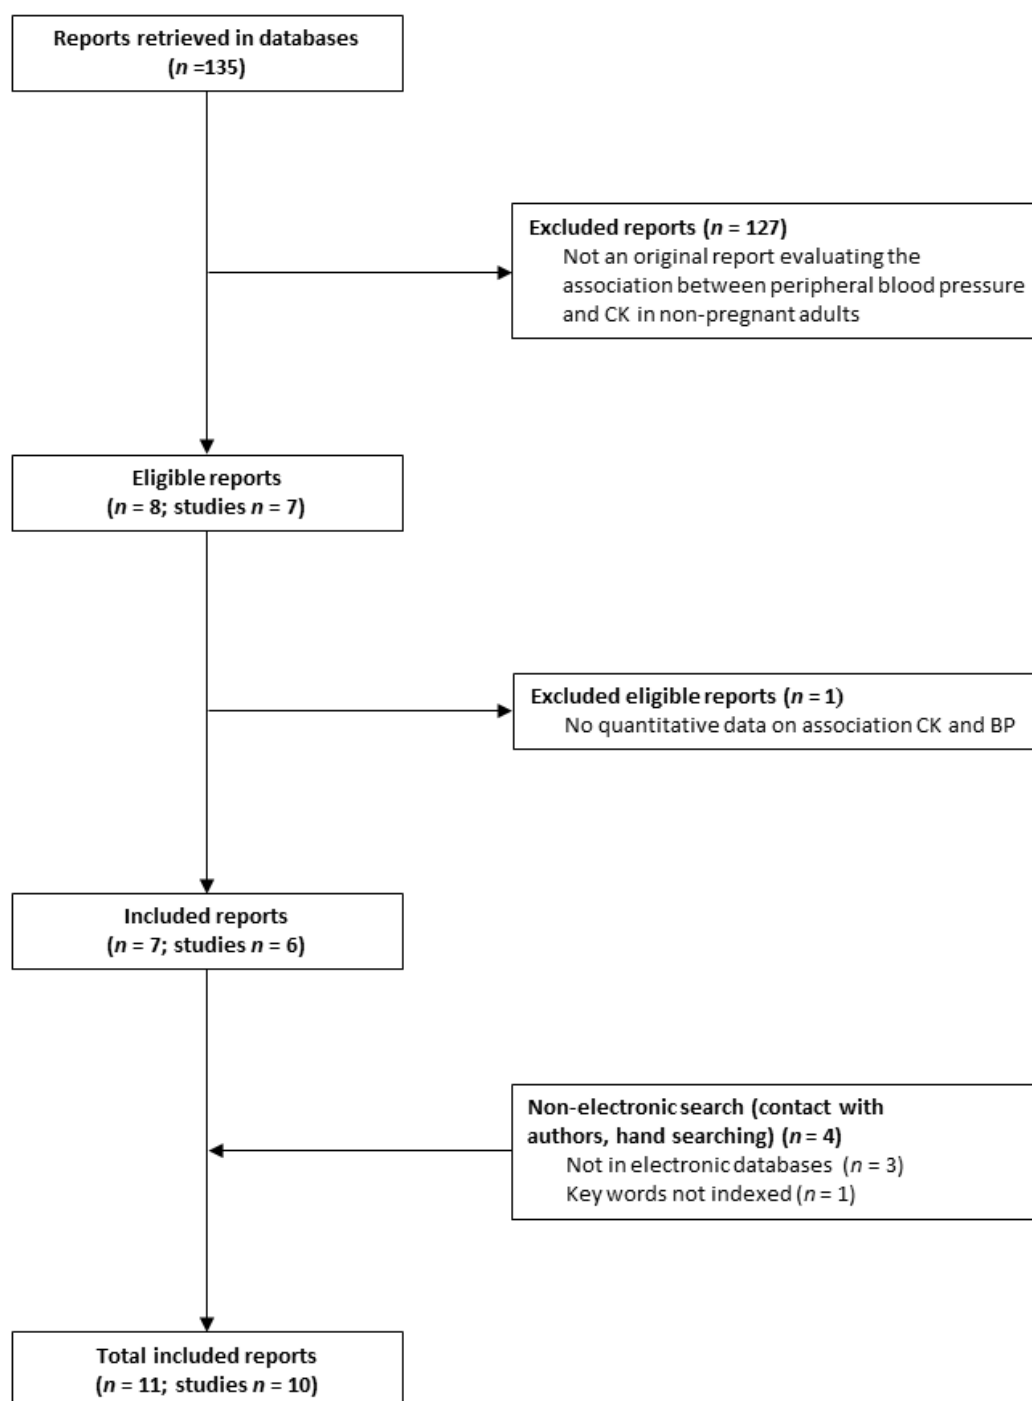 Reports retrieved in databases
(n =135)
Excluded reports (n = 127)
Not an original report evaluating the
association between peripheral blood pressure
and CK in non-pregnant adults
Eligible reports
(n = 8; studies n = 7)
Excluded eligible reports (n = 1)
No quantitative data on association CK and BP
Included reports
(n = 7; studies n = 6)
Non-electronic search (contact with
authors, hand searching) (n = 4)
Not in electronic databases (n = 3)
Key words not indexed (n = 1)
Total included reports
(n = 11; studies n = 10)